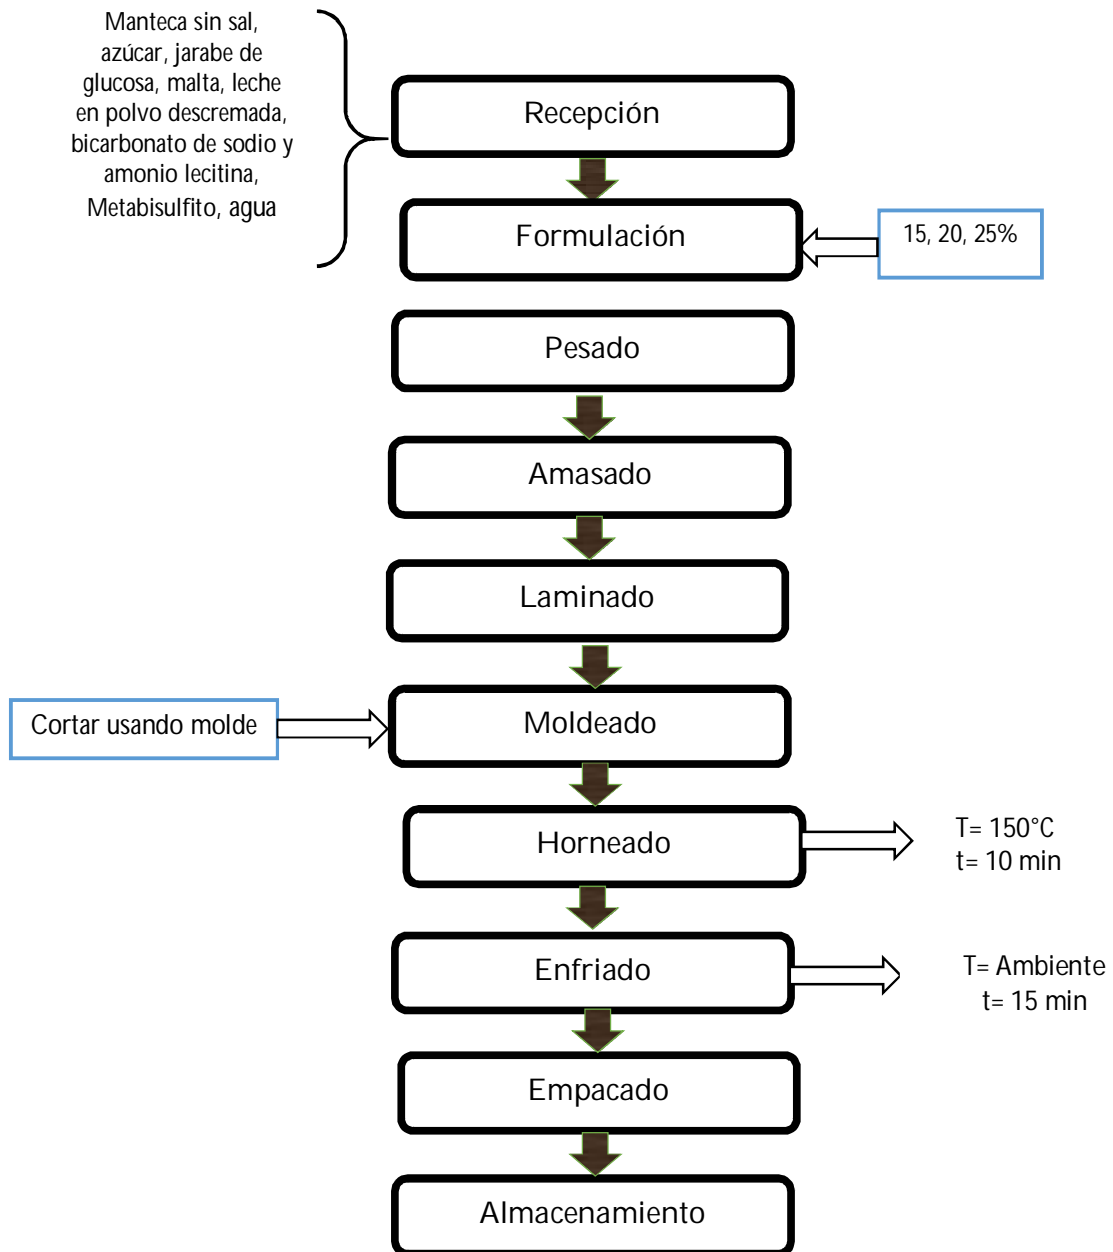 Manteca sin sal,
azúcar, jarabe de
glucosa, malta, leche
en polvo descremada,
bicarbonato de sodio y
amonio lecitina,
Metabisulfito, agua
Recepción
Formulación
15, 20, 25%
Pesado
Amasado
Laminado
Cortar usando molde
Moldeado
Horneado
T= 150°C
t= 10 min
Enfriado
T= Ambiente
t= 15 min
Empacado
Almacenamiento